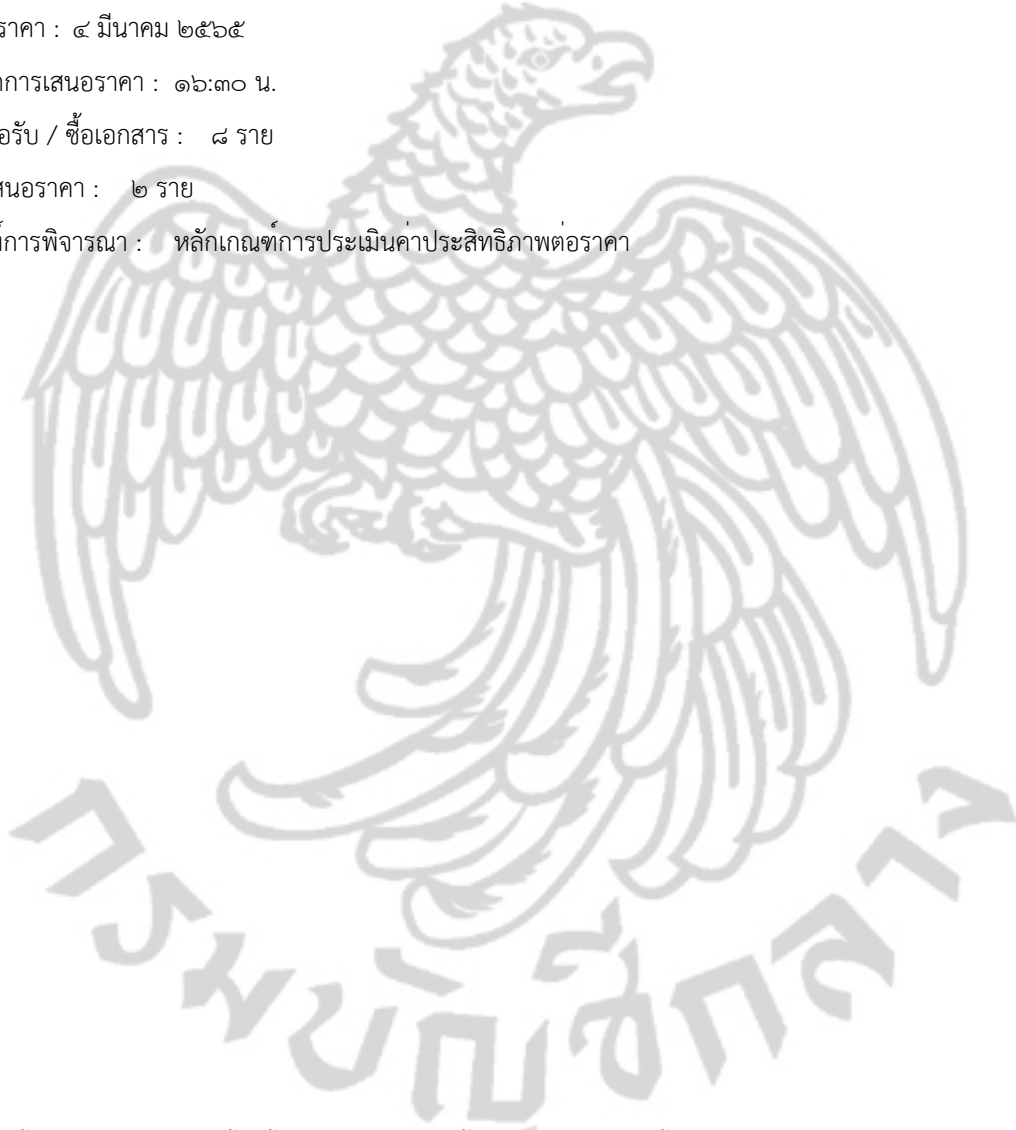 ราคา : ๔ มีนาคม ๒๕๖๕
การเสนอราคา : ๑๖:๓๐ น.
รับ / ซื้อเอกสาร : ๘ ราย
เสนอราคา : ๒ ราย
การพิจารณา : หลักเกณฑ์การประเมินค่าประสิทธิภาพต่อราคา
กรมบัญชีกลาง